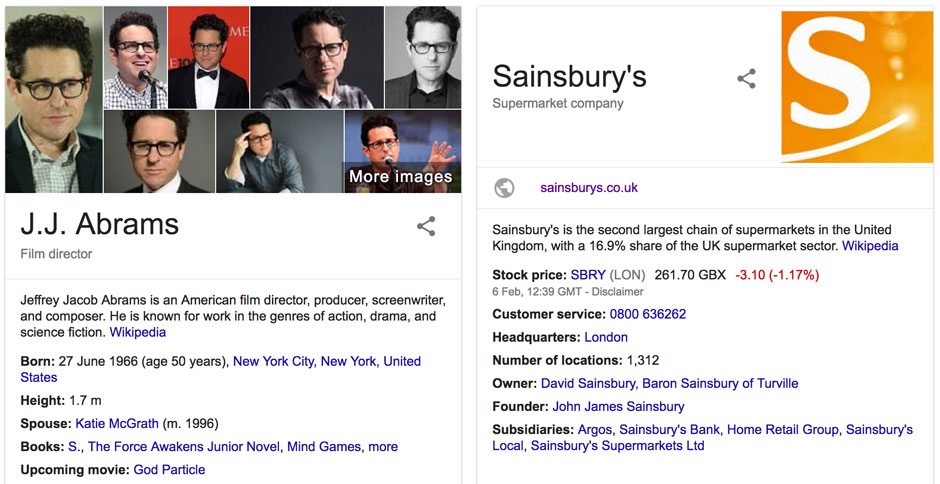 TIME
More images
J.J. Abrams
Film director
Jeffrey Jacob Abrams is an American film director, producer, screenwriter,
and composer. He is known for work in the genres of action, drama, and
science fiction. Wikipedia
Born: 27 June 1966 (age 50 years), New York City, New York, United
States
Height: 1.7 m
Spouse: Katie McGrath (m. 1996)
Books: S., The Force Awakens Junior Novel, Mind Games, more
Upcoming movie: God Particle
Sainsbury's
Supermarket company
S
sainsburys.co.uk
Sainsbury's is the second largest chain of supermarkets in the United
Kingdom, with a 16.9% share of the UK supermarket sector. Wikipedia
Stock price: SBRY (LON) 261.70 GBX -3.10 (-1.17%)
6 Feb, 12:39 GMT - Disclaimer
Customer service: 0800 636262
Headquarters: London
Number of locations: 1,312
Owner: David Sainsbury, Baron Sainsbury of Turville
Founder: John James Sainsbury
Subsidiaries: Argos, Sainsbury's Bank, Home Retail Group, Sainsbury's
Local, Sainsbury's Supermarkets Ltd